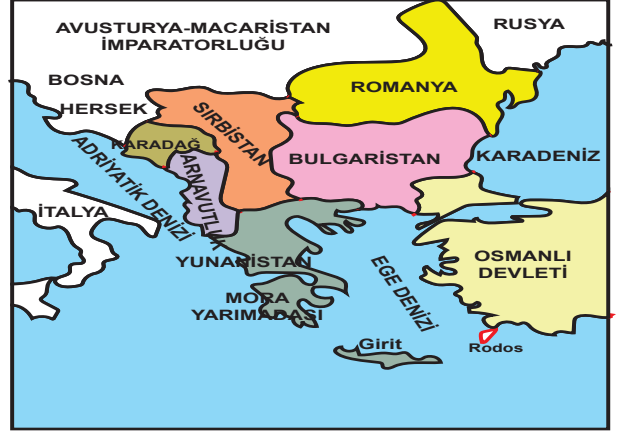 AVUSTURYA-MACARİSTAN
İMPARATORLUĞU
RUSYA
BOSNA
HERSEK
ROMANYA
SIRBİSTAN
KARADAĞ
BULGARİSTAN
KARADENİZ
ADRİYATİK DENİZİ
ARNAVUTLUK
İTALYA
YUNANİSTAN
EGE DENİZİ
OSMANLI
DEVLETİ
MORA
YARIMADASI
Girit
Rodos